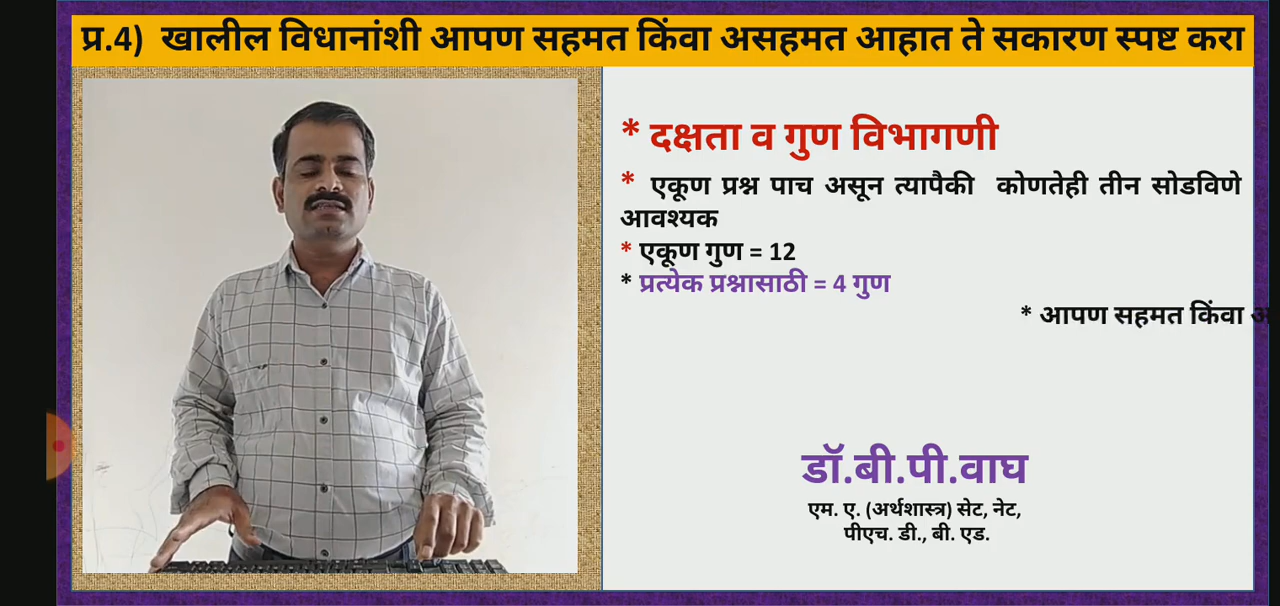 प्र.4) खालील विधानांशी आपण सहमत किंवा असहमत आहात ते सकारण स्पष्ट करा
* दक्षता व गुण विभागणी
* एकूण प्रश्न पाच असून त्यापैकी कोणतेही तीन सोडविणे
आवश्यक
* एकूण गुण = 12
* प्रत्येक प्रश्नासाठी = 4 गुण
* आपण सहमत किंवा
डॉ.बी.पी.वाघ
एम. ए. (अर्थशास्त्र) सेट, नेट,
पीएच. डी., बी. एड.